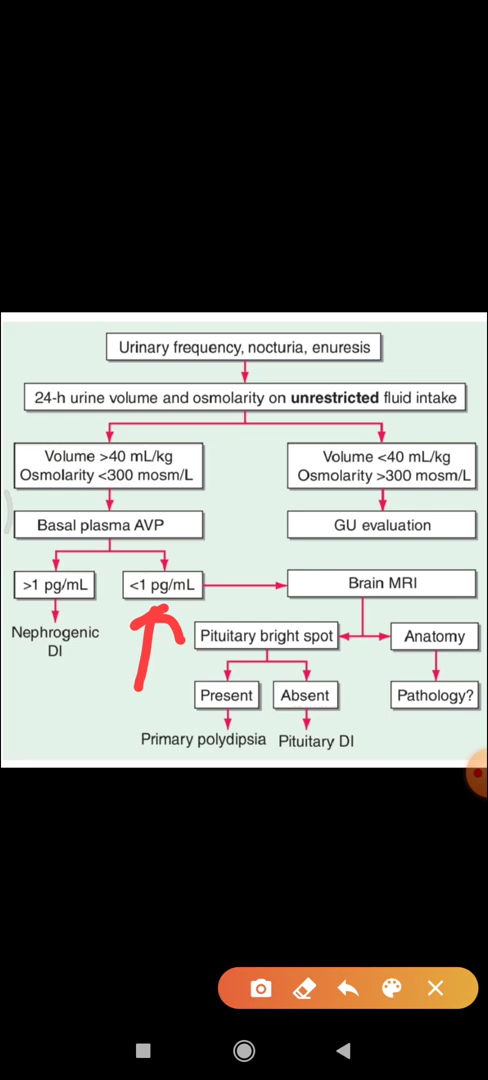 Urinary frequency, nocturia, enuresis
24-h urine volume and osmolarity on unrestricted fluid intake
Volume >40 mL/kg
Osmolarity <300 mosm/L
Volume <40 mL/kg
Osmolarity >300 mosm/L
Basal plasma AVP
GU evaluation
>1 pg/mL
<1 pg/mL
Brain MRI
Nephrogenic
DI
Pituitary bright spot
Anatomy
Present
Absent
Pathology?
Primary polydipsia
Pituitary DI